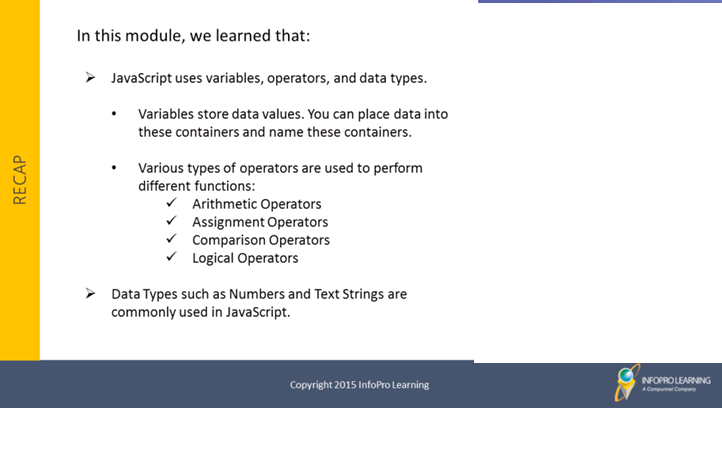 In this module, we learned that:
JavaScript uses variables, operators, and data types.
Variables store data values. You can place data into
these containers and name these containers.
Various types of operators are used to perform
different functions:
Arithmetic Operators
Assignment Operators
Comparison Operators
Logical Operators
Data Types such as Numbers and Text Strings are
commonly used in JavaScript.
RECAP
Copyright 2015 InfoPro Learning
INFOPRO LEARNING
A Compunnel Company